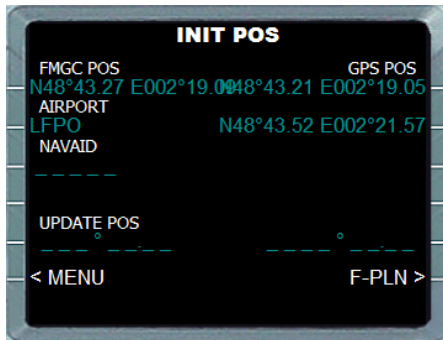 INIT POS
FMGC POS GPS POS
N48°43.27 E002°19.09 N48°43.21 E002°19.05
AIRPORT
LFPO N48°43.52 E002°21.57
NAVAID
_ _ _ _ _
UPDATE POS
_ _ _ ° _ _._ _ _ _ _ _ ° _ _._ _
< MENU F-PLN >